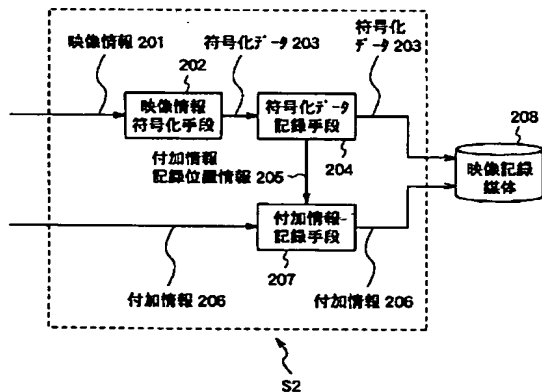 映像情報 201
符号化データ 203
符号化
データ 203
202
映像情報
符号化手段
符号化データ
記録手段
204
208
映像記録
媒体
付加情報
記録位置情報 205
付加情報
記録手段
207
付加情報 206
付加情報 206
S2